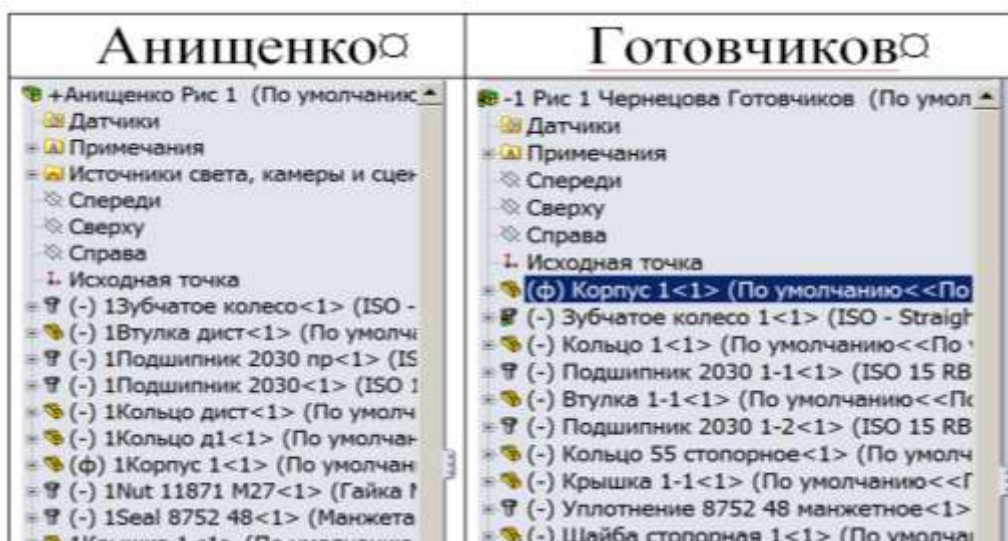 Анищенко¤
+Анищенко Рис 1 (По умолчаник
Датчики
Примечания
Источники света, камеры и сцен
Спереди
Сверху
Справа
Исходная точка
(-) 1Зубчатое колесо<1> (ISO -
(-) 1Втулка дист<1> (По умолча
(-) 1Подшипник 2030 пр<1> (IS
(-) 1Подшипник 2030<1> (ISO 1
(-) 1Кольцо дист<1> (По умолч
(-) 1Кольцо д1<1> (По умолчан
(ф) 1Корпус 1<1> (По умолчан
(-) 1Nut 11871 M27<1> (Гайка М
(-) 1Seal 8752 48<1> (Манжета
Готовчиков¤
-1 Рис 1 Чернецова Готовчиков (По умол
Датчики
Примечания
Спереди
Сверху
Справа
Исходная точка
(ф) Корпус 1<1> (По умолчанию<<По
(-) Зубчатое колесо 1<1> (ISO - Straigh
(-) Кольцо 1<1> (По умолчанию<<По
(-) Подшипник 2030 1-1<1> (ISO 15 RB
(-) Втулка 1-1<1> (По умолчанию<<По
(-) Подшипник 2030 1-2<1> (ISO 15 RB
(-) Кольцо 55 стопорное<1> (По умолч
(-) Крышка 1-1<1> (По умолчанию<<П
(-) Уплотнение 8752 48 манжетное<1>
(-) Шайба стопорная 1<1> (По умолчан